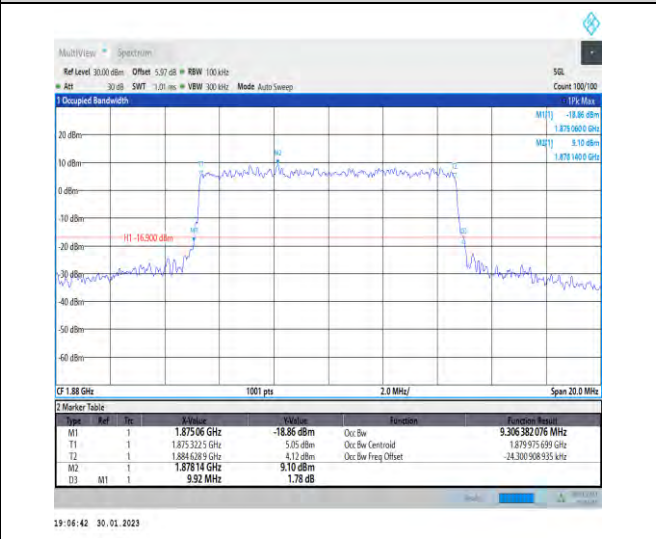 MultiView Spectrum
Ref Level 30.00 dBm Offset 5.97 dB RBW 100 kHz SGL
Att 30 dB SWT 1.01 ms VBW 300 kHz Mode Auto Sweep Count 100/100
1 Occupied Bandwidth 1Pk Max
M1[1] -18.86 dBm
1.875 0600 GHz
M2[1] 9.10 dBm
1.878 1400 GHz
20 dBm
M2
T1 T2
10 dBm
0 dBm
-10 dBm
M1 D3
H1 -16.900 dBm
-20 dBm
-30 dBm
-40 dBm
-50 dBm
-60 dBm
CF 1.88 GHz 1001 pts 2.0 MHz/ Span 20.0 MHz
2 Marker Table
Type Ref Trc X-Value Y-Value Function Function Result
M1 1 1.87506 GHz -18.86 dBm Occ Bw 9.306 382 076 MHz
T1 1 1.875 322 5 GHz 5.05 dBm Occ Bw Centroid 1.879 975 699 GHz
T2 1 1.884 628 9 GHz 4.12 dBm Occ Bw Freq Offset -24.300 908 935 kHz
M2 1 1.87814 GHz 9.10 dBm
D3 M1 1 9.92 MHz 1.78 dB
19:06:42 30.01.2023